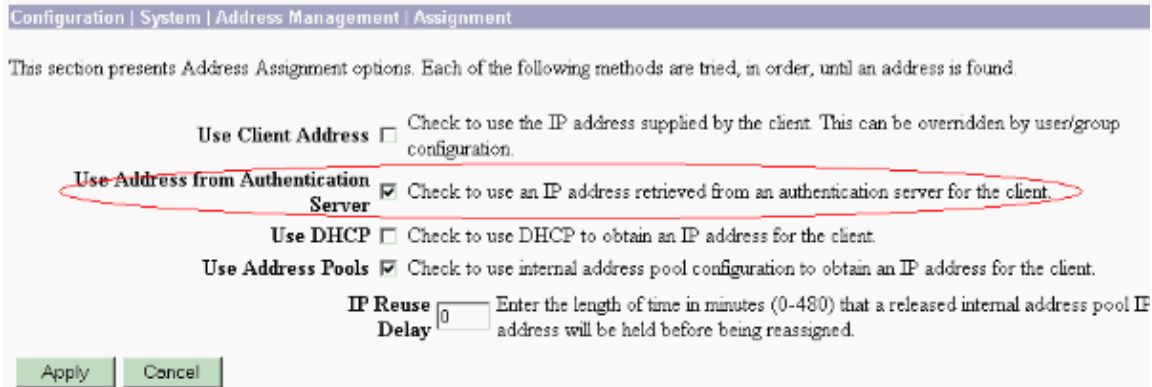 Configuration | System | Address Management | Assignment
This section presents Address Assignment options. Each of the following methods are tried, in order, until an address is found.
Use Client Address Check to use the IP address supplied by the client. This can be overridden by user/group
configuration.
Use Address from Authentication
Server Check to use an IP address retrieved from an authentication server for the client.
Use DHCP Check to use DHCP to obtain an IP address for the client.
Use Address Pools Check to use internal address pool configuration to obtain an IP address for the client.
IP Reuse
Delay 0 Enter the length of time in minutes (0-480) that a released internal address pool IP
address will be held before being reassigned.
Apply Cancel